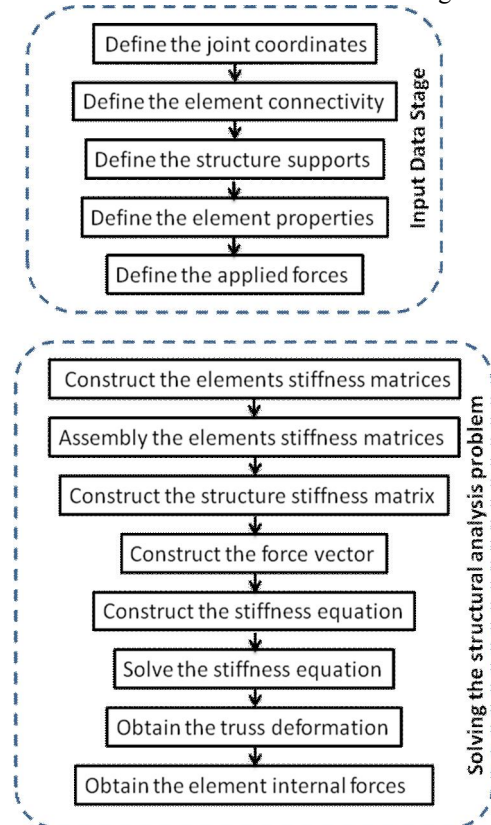 Define the joint coordinates
Define the element connectivity
Define the structure supports
Define the element properties
Define the applied forces
Input Data Stage
Construct the elements stiffness matrices
Assembly the elements stiffness matrices
Construct the structure stiffness matrix
Construct the force vector
Construct the stiffness equation
Solve the stiffness equation
Obtain the truss deformation
Obtain the element internal forces
Solving the structural analysis problem